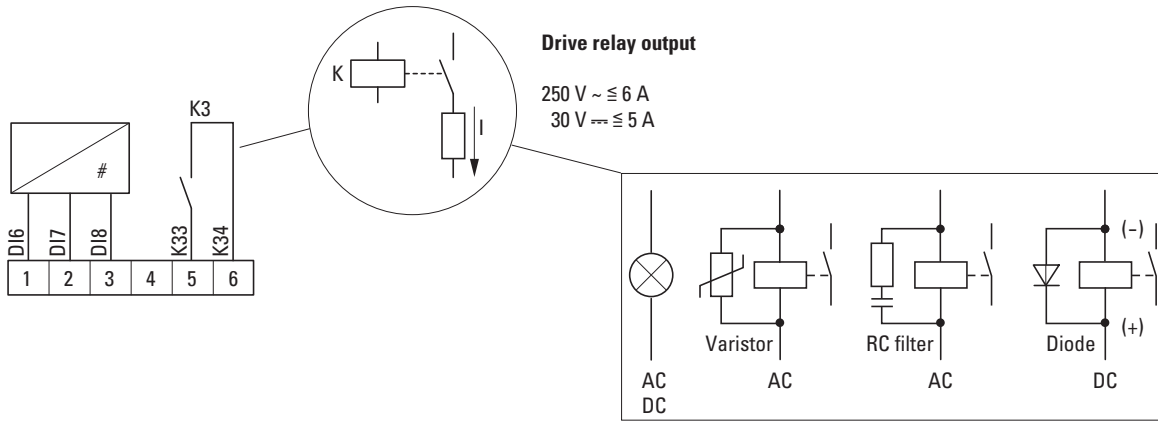 Drive relay output
250 V ~ ≦ 6 A
30 V ⎓ ≦ 5 A
K
I
K3
#
DI6
DI7
DI8
K33
K34
1 2 3 4 5 6
(–)
(+)
Varistor
RC filter
Diode
AC
DC
AC
AC
DC